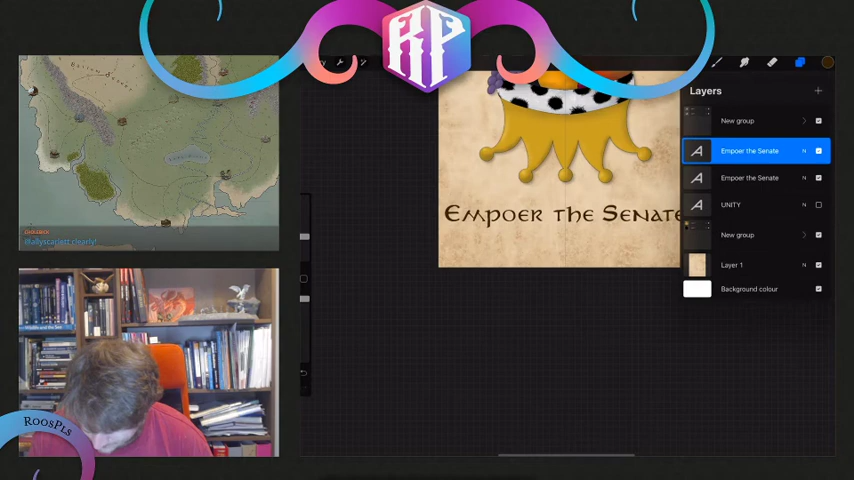 RP
Layers
New group
Empoer the Senate N
Empoer the Senate N
UNITY N
New group
Layer 1 N
Background colour
Empoer the Senate
clearly!
RoosPls